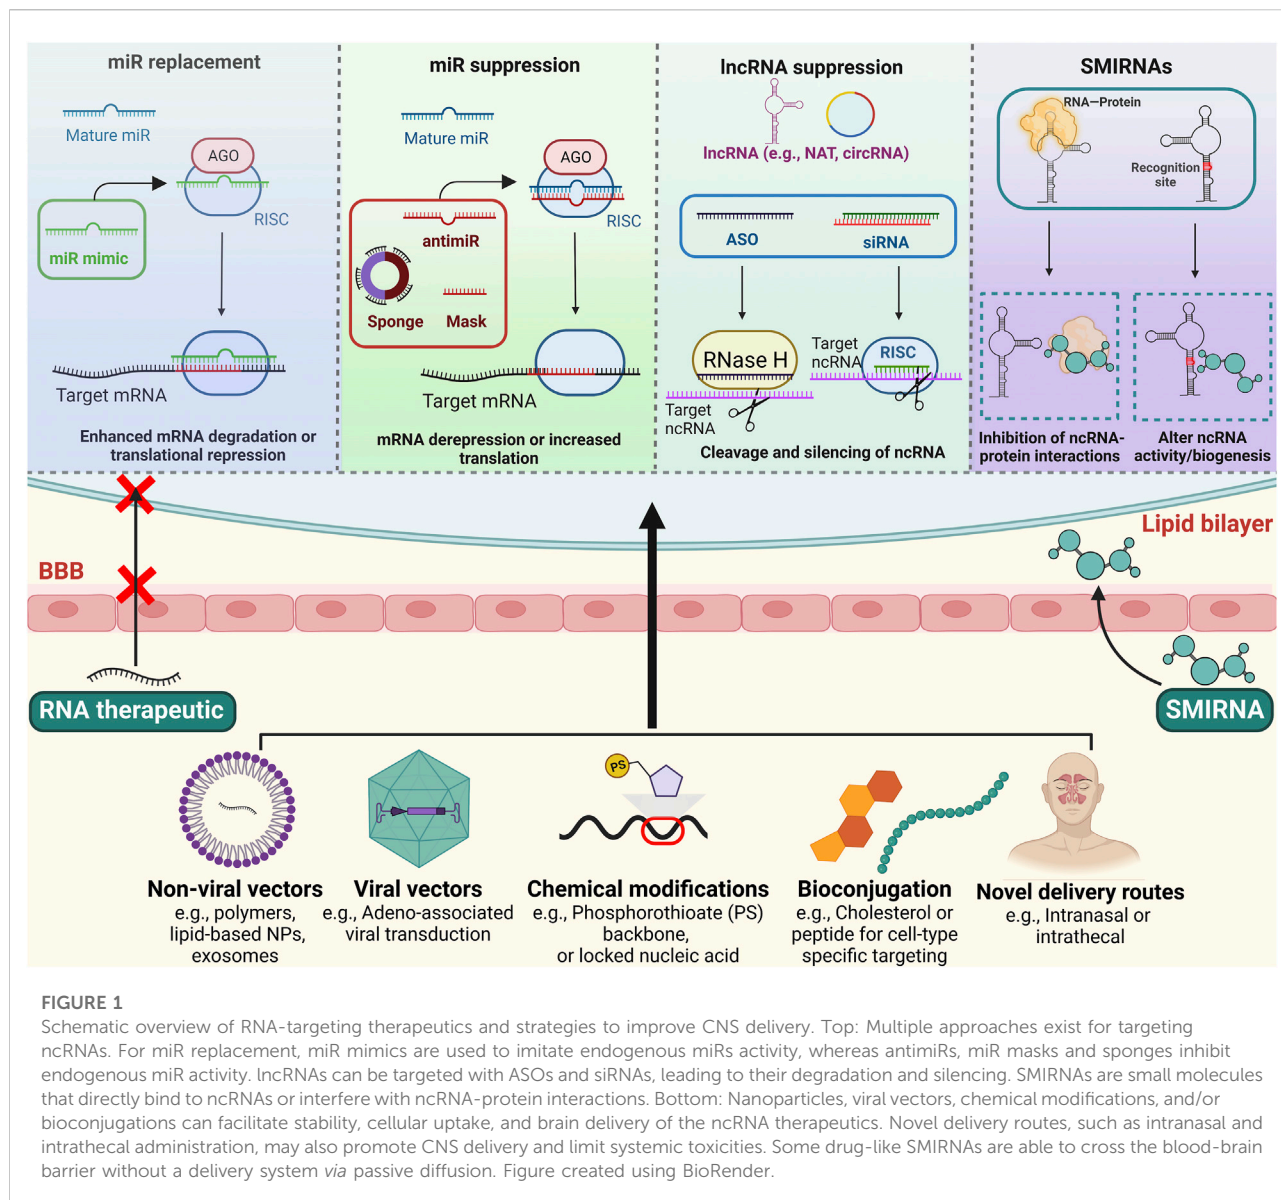 miR replacement
Mature miR
AGO
RISC
miR mimic
Target mRNA
Enhanced mRNA degradation or
translational repression
miR suppression
Mature miR
AGO
RISC
antimiR
Sponge
Mask
Target mRNA
mRNA derepression or increased
translation
lncRNA suppression
lncRNA (e.g., NAT, circRNA)
ASO
siRNA
RNase H
Target
ncRNA
Target
ncRNA
RISC
Cleavage and silencing of ncRNA
SMIRNAs
RNA–Protein
Recognition
site
Inhibition of ncRNA-
protein interactions
Alter ncRNA
activity/biogenesis
Lipid bilayer
BBB
RNA therapeutic
SMIRNA
PS
Non-viral vectors
e.g., polymers,
lipid-based NPs,
exosomes
Viral vectors
e.g., Adeno-associated
viral transduction
Chemical modifications
e.g., Phosphorothioate (PS)
backbone,
or locked nucleic acid
Bioconjugation
e.g., Cholesterol or
peptide for cell-type
specific targeting
Novel delivery routes
e.g., Intranasal or
intrathecal
FIGURE 1
Schematic overview of RNA-targeting therapeutics and strategies to improve CNS delivery. Top: Multiple approaches exist for targeting
ncRNAs. For miR replacement, miR mimics are used to imitate endogenous miRs activity, whereas antimiRs, miR masks and sponges inhibit
endogenous miR activity. lncRNAs can be targeted with ASOs and siRNAs, leading to their degradation and silencing. SMIRNAs are small molecules
that directly bind to ncRNAs or interfere with ncRNA-protein interactions. Bottom: Nanoparticles, viral vectors, chemical modifications, and/or
bioconjugations can facilitate stability, cellular uptake, and brain delivery of the ncRNA therapeutics. Novel delivery routes, such as intranasal and
intrathecal administration, may also promote CNS delivery and limit systemic toxicities. Some drug-like SMIRNAs are able to cross the blood-brain
barrier without a delivery system via passive diffusion. Figure created using BioRender.